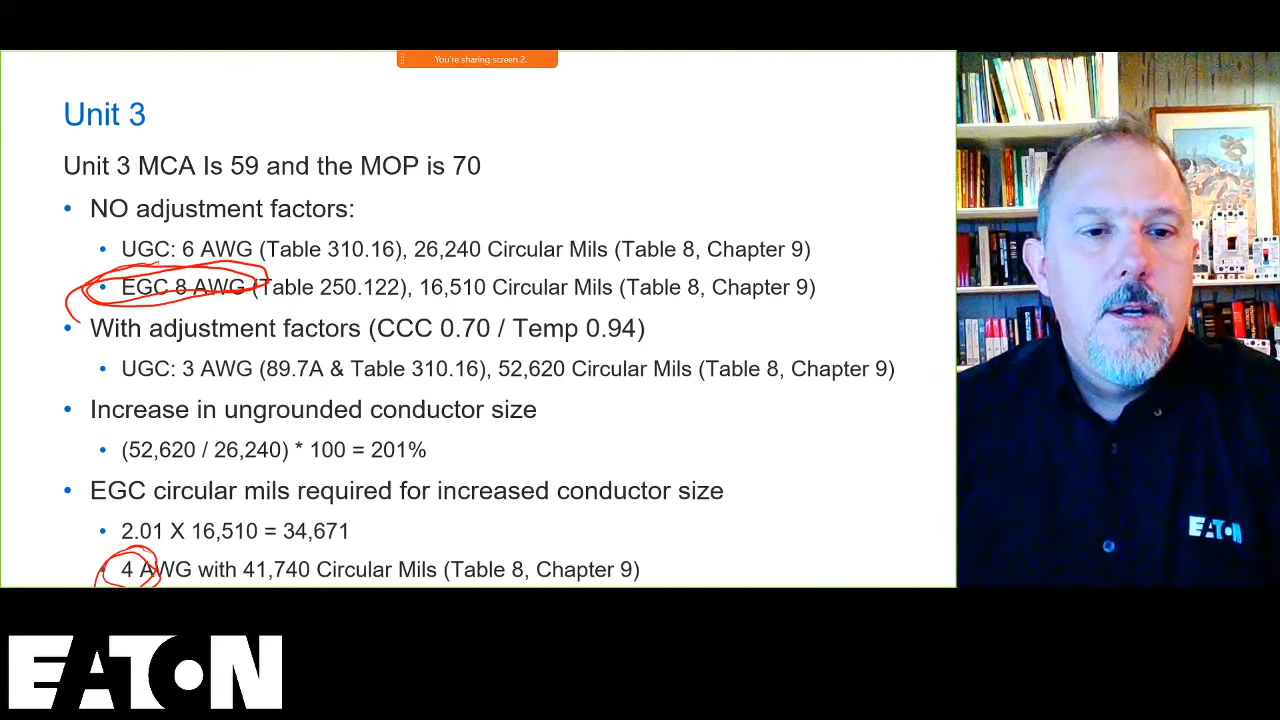 You're sharing screen 2.
Unit 3
Unit 3 MCA Is 59 and the MOP is 70
• NO adjustment factors:
• UGC: 6 AWG (Table 310.16), 26,240 Circular Mils (Table 8, Chapter 9)
• EGC 8 AWG (Table 250.122), 16,510 Circular Mils (Table 8, Chapter 9)
• With adjustment factors (CCC 0.70 / Temp 0.94)
• UGC: 3 AWG (89.7A & Table 310.16), 52,620 Circular Mils (Table 8, Chapter 9)
• Increase in ungrounded conductor size
• (52,620 / 26,240) * 100 = 201%
• EGC circular mils required for increased conductor size
• 2.01 X 16,510 = 34,671
• 4 AWG with 41,740 Circular Mils (Table 8, Chapter 9)
EATON
EATON